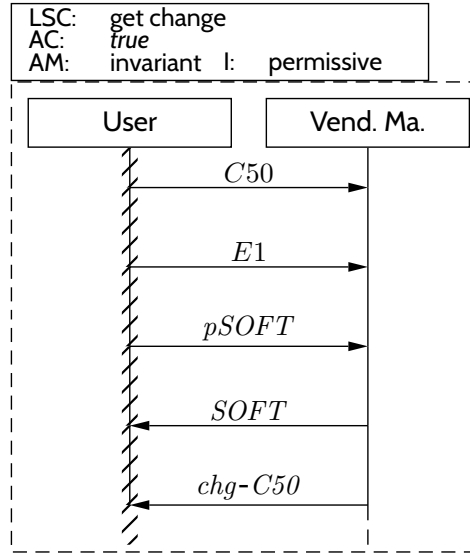 LSC: get change
AC: true
AM: invariant I: permissive
User Vend. Ma.
C50
E1
pSOFT
SOFT
chg-C50